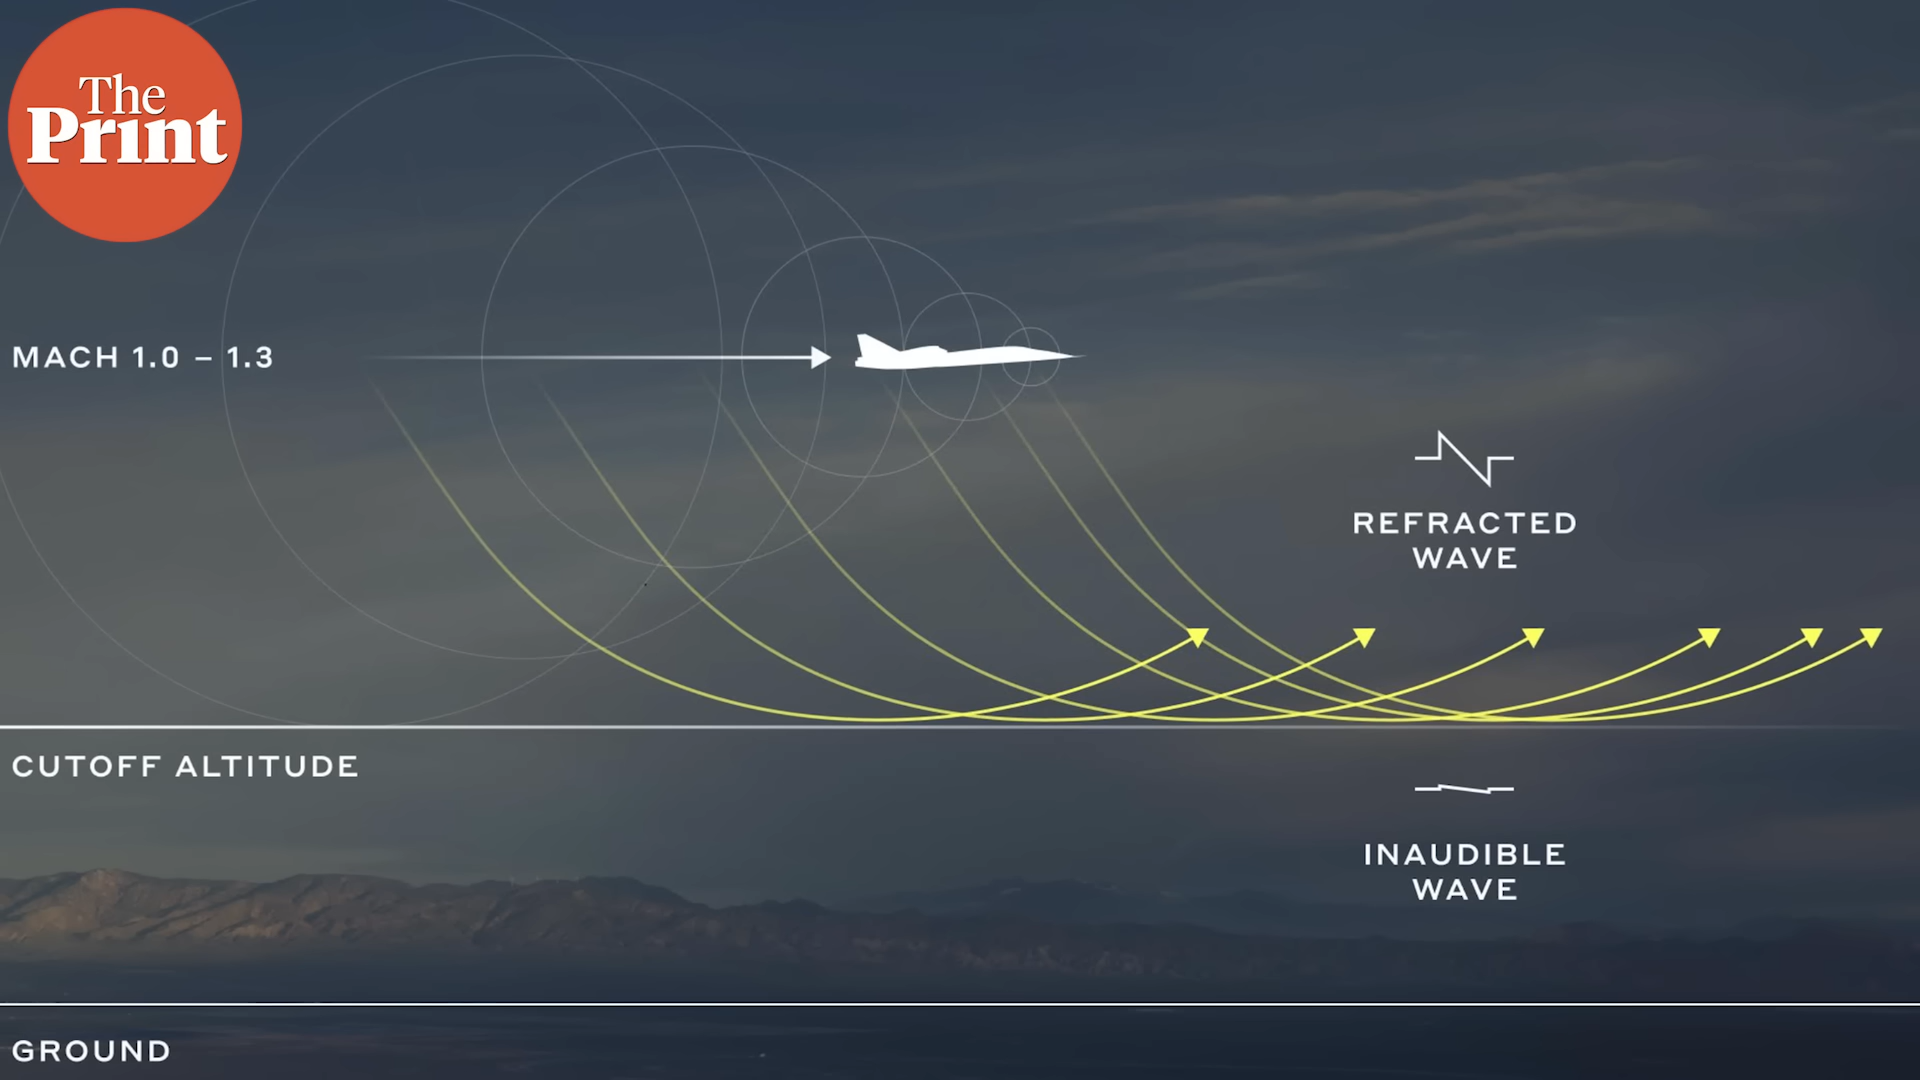 The
Print
MACH 1.0 – 1.3
REFRACTED
WAVE
CUTOFF ALTITUDE
INAUDIBLE
WAVE
GROUND